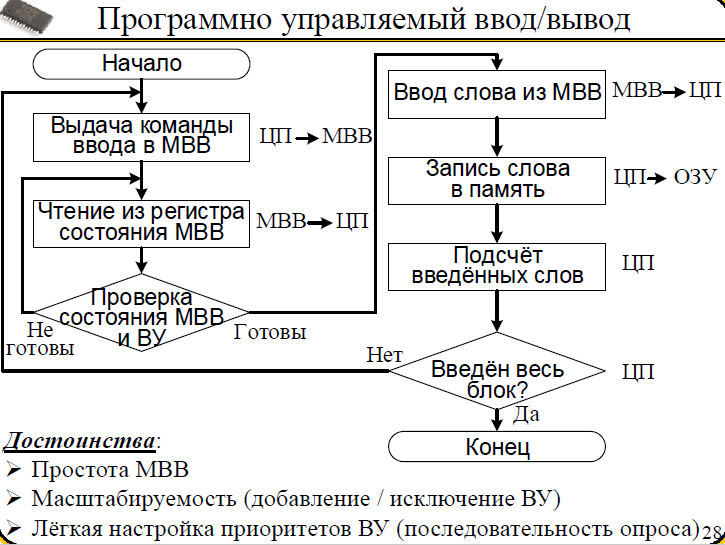 Программно управляемый ввод/вывод
Начало
Выдача команды
ввода в МВВ
ЦП → МВВ
Чтение из регистра
состояния МВВ
МВВ → ЦП
Проверка
состояния МВВ
и ВУ
Не
готовы
Готовы
Ввод слова из МВВ
МВВ → ЦП
Запись слова
в память
ЦП → ОЗУ
Подсчёт
введённых слов
ЦП
Введён весь
блок?
ЦП
Нет
Да
Конец
Достоинства:
➢ Простота МВВ
➢ Масштабируемость (добавление / исключение ВУ)
➢ Лёгкая настройка приоритетов ВУ (последовательность опроса)
28